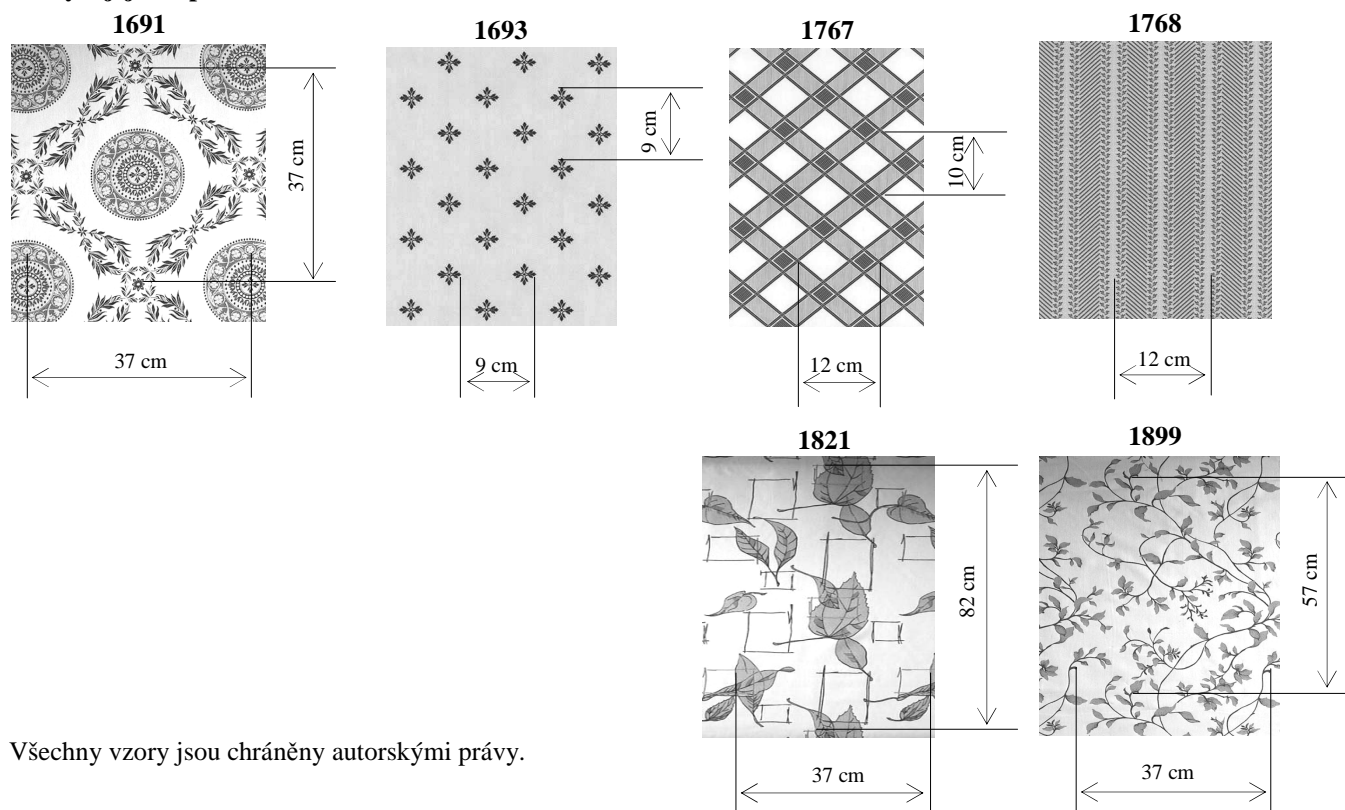 1691
1693
1767
1768
37 cm
9 cm
10 cm
37 cm
9 cm
12 cm
12 cm
1821
1899
82 cm
57 cm
Všechny vzory jsou chráněny autorskými právy.
37 cm
37 cm